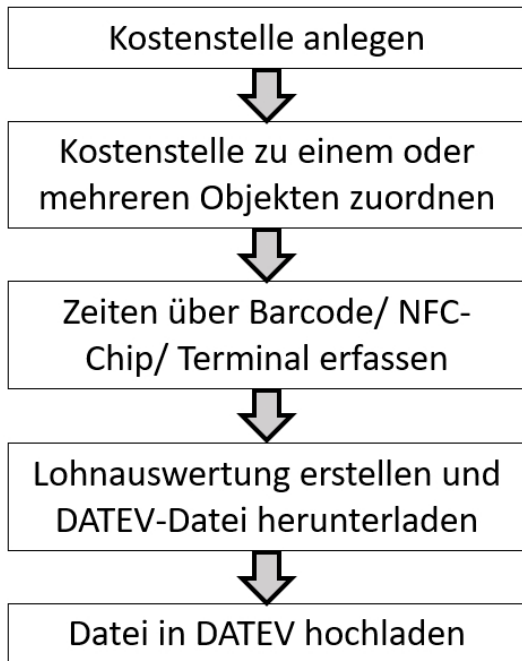 Kostenstelle anlegen
Kostenstelle zu einem oder
mehreren Objekten zuordnen
Zeiten über Barcode/ NFC-
Chip/ Terminal erfassen
Lohnauswertung erstellen und
DATEV-Datei herunterladen
Datei in DATEV hochladen